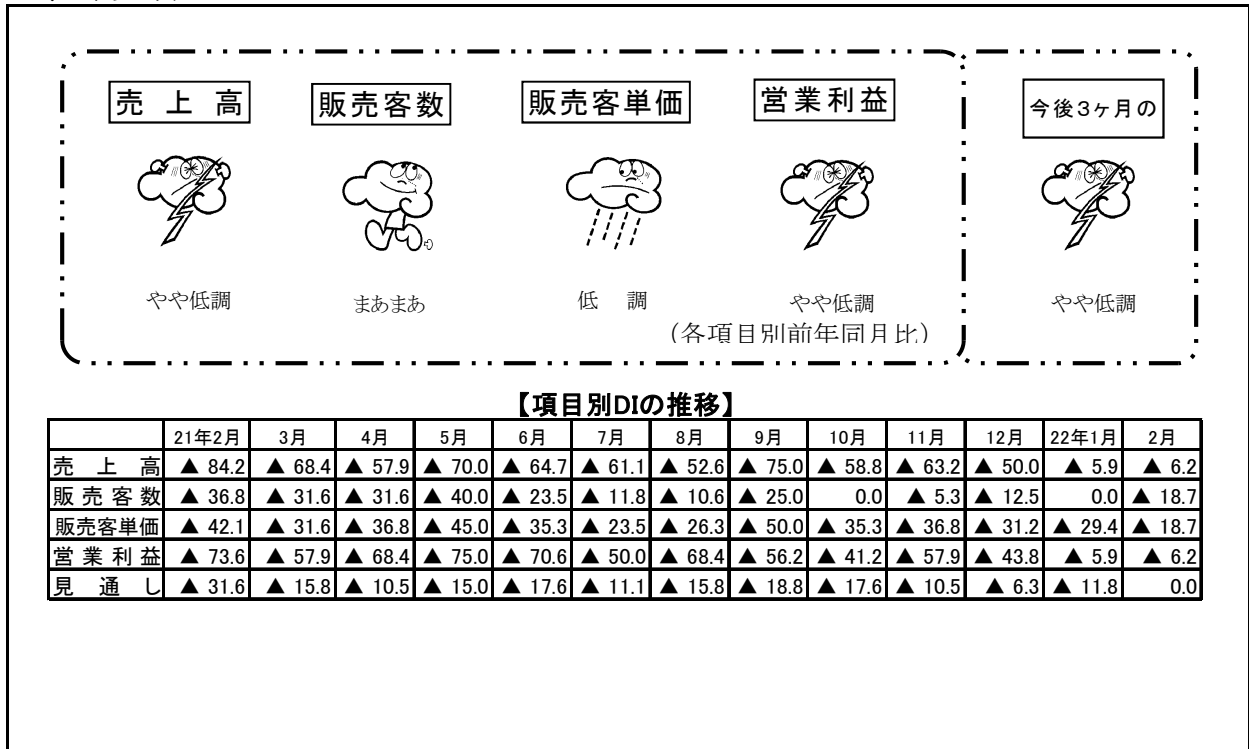 売 上 高 販売客数 販売客単価 営業利益 今後3ヶ月の
やや低調 まあまあ 低 調 やや低調 やや低調
(各項目別前年同月比)
【項目別DIの推移】
21年2月 3月 4月 5月 6月 7月 8月 9月 10月 11月 12月 22年1月 2月
売 上 高 ▲ 84.2 ▲ 68.4 ▲ 57.9 ▲ 70.0 ▲ 64.7 ▲ 61.1 ▲ 52.6 ▲ 75.0 ▲ 58.8 ▲ 63.2 ▲ 50.0 ▲ 5.9 ▲ 6.2
販 売 客 数 ▲ 36.8 ▲ 31.6 ▲ 31.6 ▲ 40.0 ▲ 23.5 ▲ 11.8 ▲ 10.6 ▲ 25.0 0.0 ▲ 5.3 ▲ 12.5 0.0 ▲ 18.7
販売客単価 ▲ 42.1 ▲ 31.6 ▲ 36.8 ▲ 45.0 ▲ 35.3 ▲ 23.5 ▲ 26.3 ▲ 50.0 ▲ 35.3 ▲ 36.8 ▲ 31.2 ▲ 29.4 ▲ 18.7
営 業 利 益 ▲ 73.6 ▲ 57.9 ▲ 68.4 ▲ 75.0 ▲ 70.6 ▲ 50.0 ▲ 68.4 ▲ 56.2 ▲ 41.2 ▲ 57.9 ▲ 43.8 ▲ 5.9 ▲ 6.2
見 通 し ▲ 31.6 ▲ 15.8 ▲ 10.5 ▲ 15.0 ▲ 17.6 ▲ 11.1 ▲ 15.8 ▲ 18.8 ▲ 17.6 ▲ 10.5 ▲ 6.3 ▲ 11.8 0.0